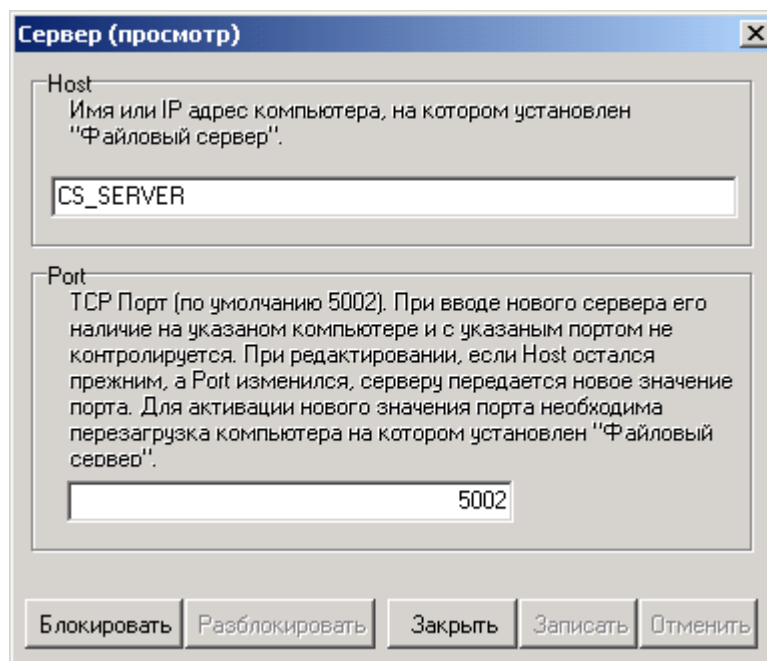 Сервер (просмотр)
Host
Имя или IP адрес компьютера, на котором установлен
"Файловый сервер".
CS_SERVER
Port
TCP Порт (по умолчанию 5002). При вводе нового сервера его
наличие на указаном компьютере и с указаным портом не
контролируется. При редактировании, если Host остался
прежним, а Port изменился, серверу передается новое значение
порта. Для активации нового значения порта необходима
перезагрузка компьютера на котором установлен "Файловый
сервер".
5002
Блокировать Разблокировать Закрыть Записать Отменить